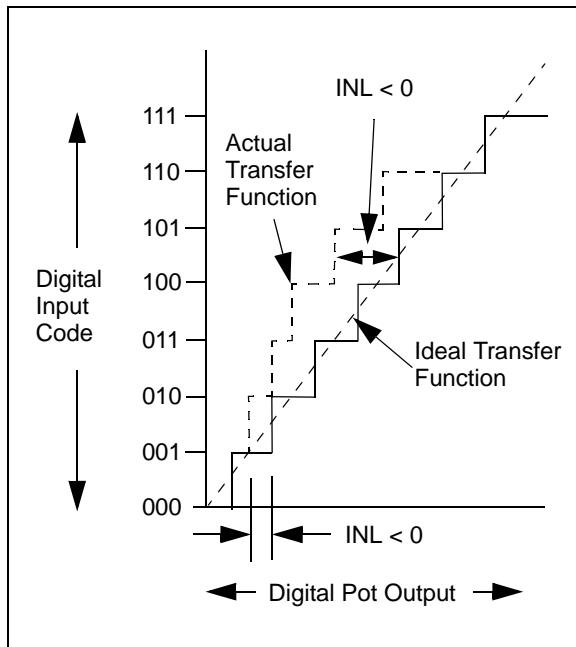 INL < 0
111
Actual
Transfer
Function
110
101
Digital
Input
Code
100
011
Ideal Transfer
Function
010
001
000
INL < 0
Digital Pot Output